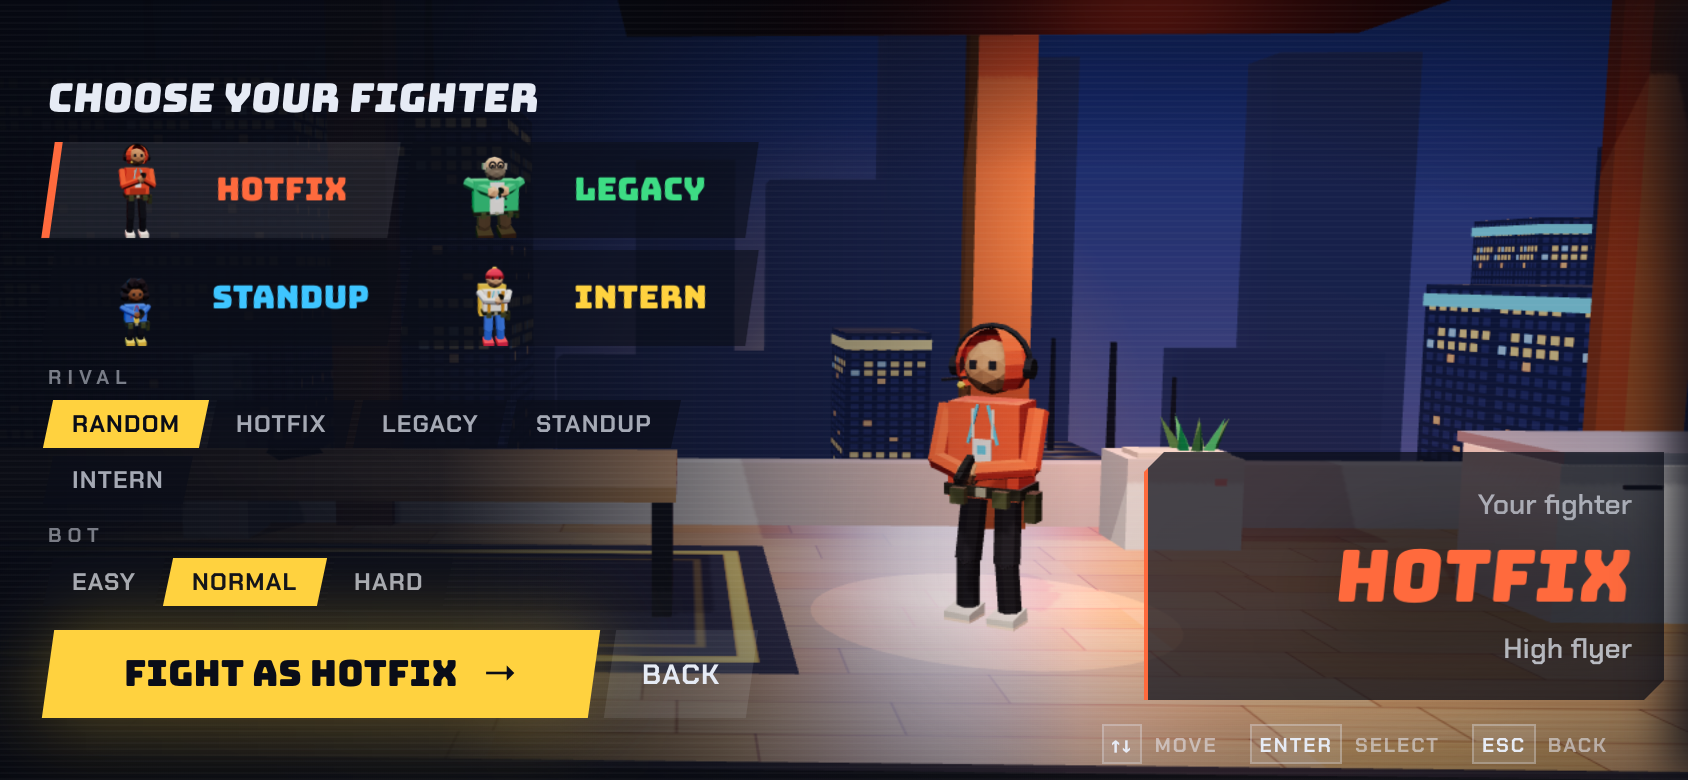 CHOOSE YOUR FIGHTER
HOTFIX
LEGACY
STANDUP
INTERN
RIVAL
RANDOM HOTFIX LEGACY STANDUP
INTERN
BOT
EASY NORMAL HARD
FIGHT AS HOTFIX →
BACK
Your fighter
HOTFIX
High flyer
↑↓ MOVE ENTER SELECT ESC BACK